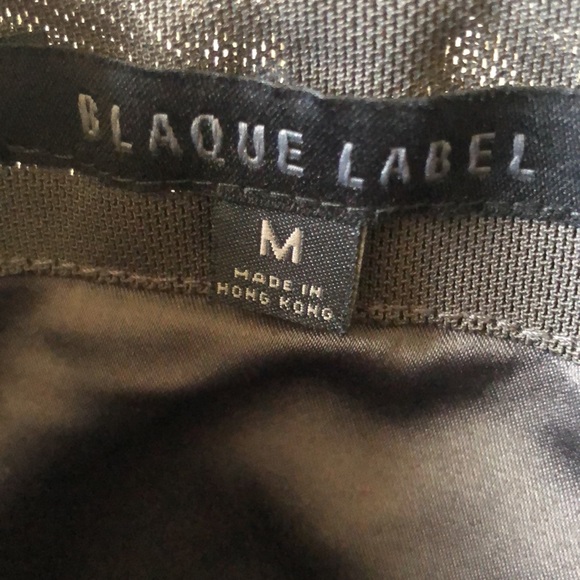 BLAQUE LABEL
M
MADE IN
HONG KONG